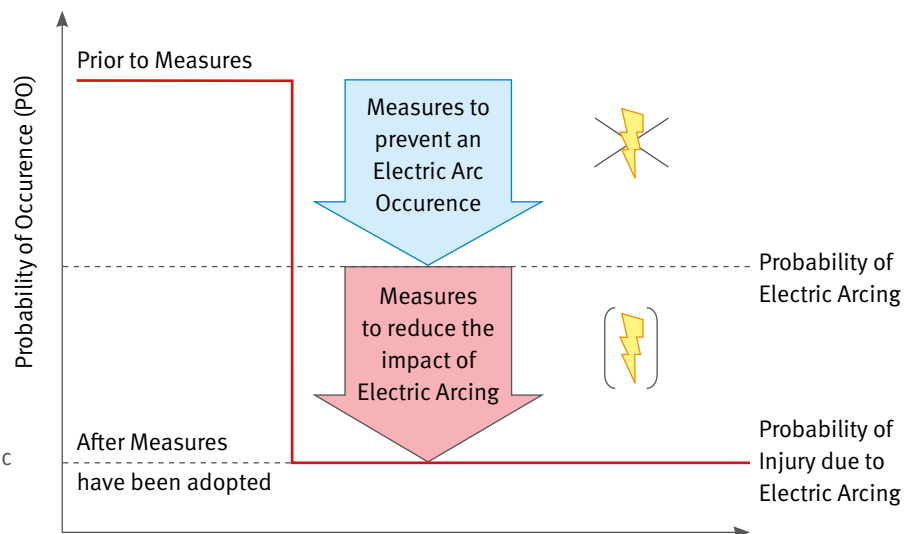 Probability of Occurence (PO)
Prior to Measures
Measures to
prevent an
Electric Arc
Occurence
Probability of
Electric Arcing
Measures
to reduce the
impact of
Electric Arcing
After Measures
have been adopted
c
Probability of
Injury due to
Electric Arcing